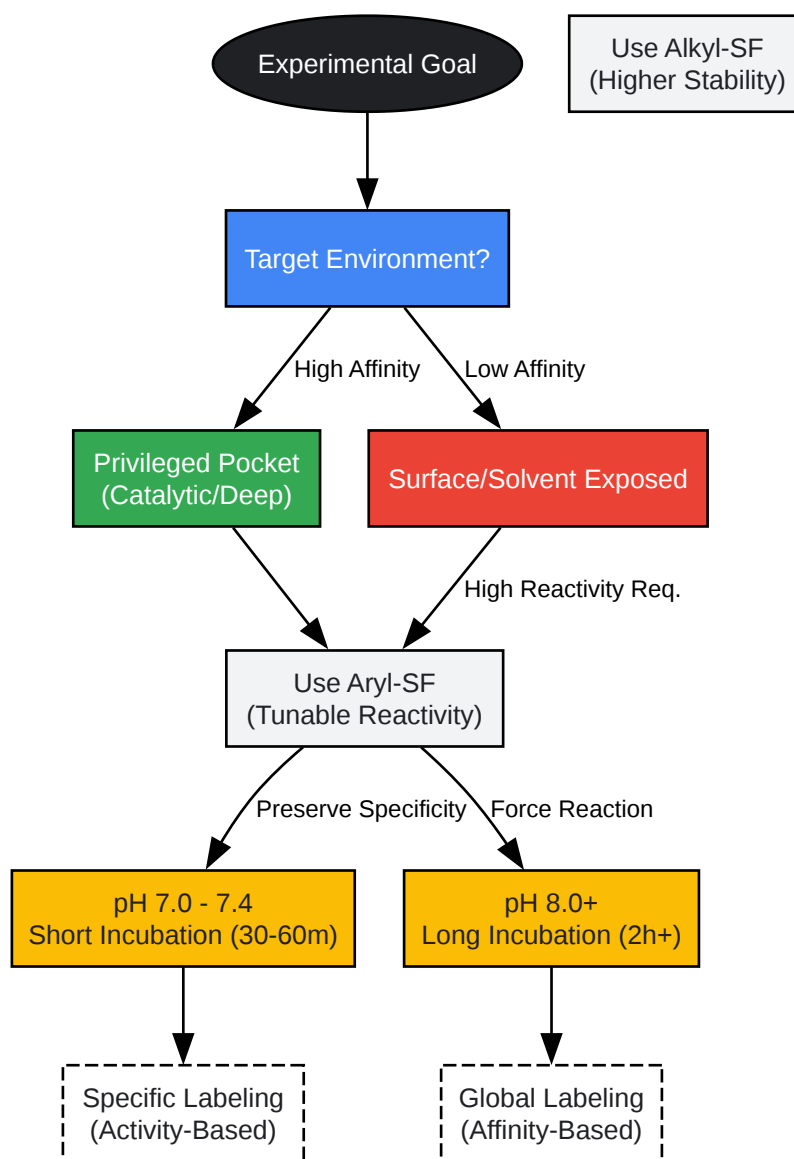 Experimental Goal
Use Alkyl-SF
(Higher Stability)
Target Environment?
High Affinity
Low Affinity
Privileged Pocket
(Catalytic/Deep)
Surface/Solvent Exposed
High Reactivity Req.
Use Aryl-SF
(Tunable Reactivity)
Preserve Specificity
Force Reaction
pH 7.0 - 7.4
Short Incubation (30-60m)
pH 8.0+
Long Incubation (2h+)
Specific Labeling
(Activity-Based)
Global Labeling
(Affinity-Based)